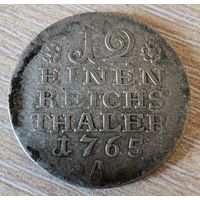 12
EINEN
REICHS
THALER
1765
A